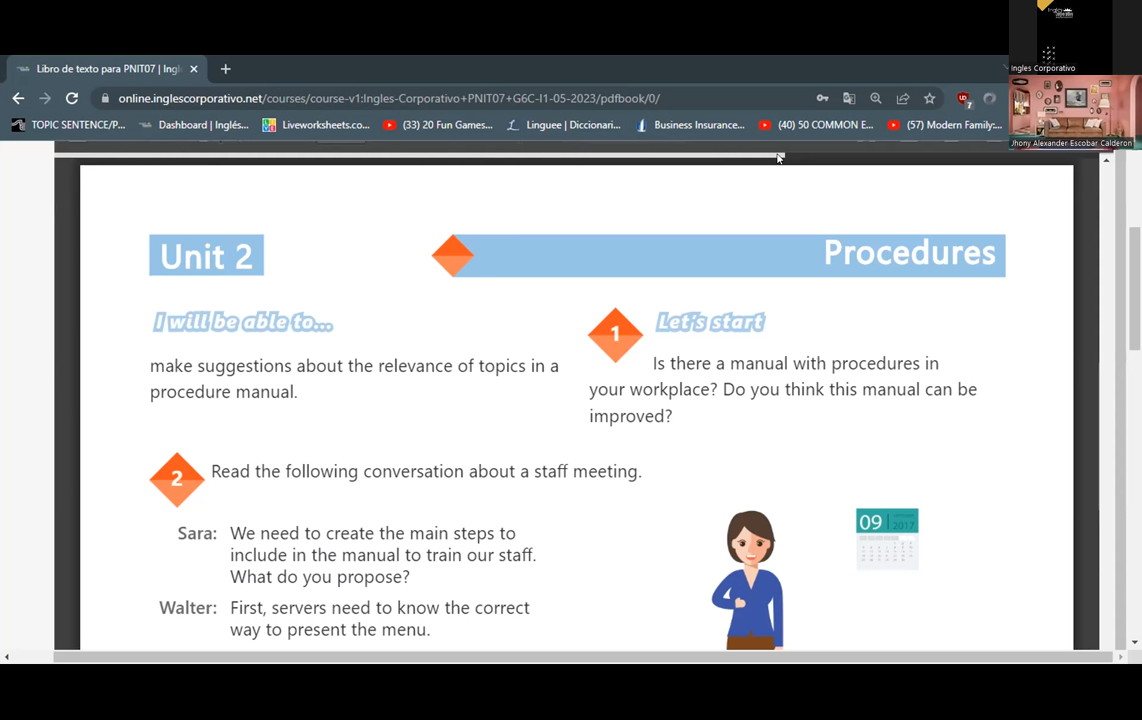 Libro de texto para PNIT07 | Ingl
online.inglescorporativo.net/courses/course-v1:Ingles-Corporativo+PNIT07+G6C-I1-05-2023/pdfbook/0/
7
TOPIC SENTENCE/P...
Dashboard | Inglés...
Liveworksheets.co...
(33) 20 Fun Games...
Linguee | Diccionari...
Business Insurance...
(40) 50 COMMON E...
(57) Modern Family:...
Ingles Corporativo
Jhony Alexander Escobar Calderon
Unit 2
Procedures
I will be able to...
make suggestions about the relevance of topics in a
procedure manual.
1
Let's start
Is there a manual with procedures in
your workplace? Do you think this manual can be
improved?
2
Read the following conversation about a staff meeting.
Sara: We need to create the main steps to
include in the manual to train our staff.
What do you propose?
Walter: First, servers need to know the correct
way to present the menu.
09
2017